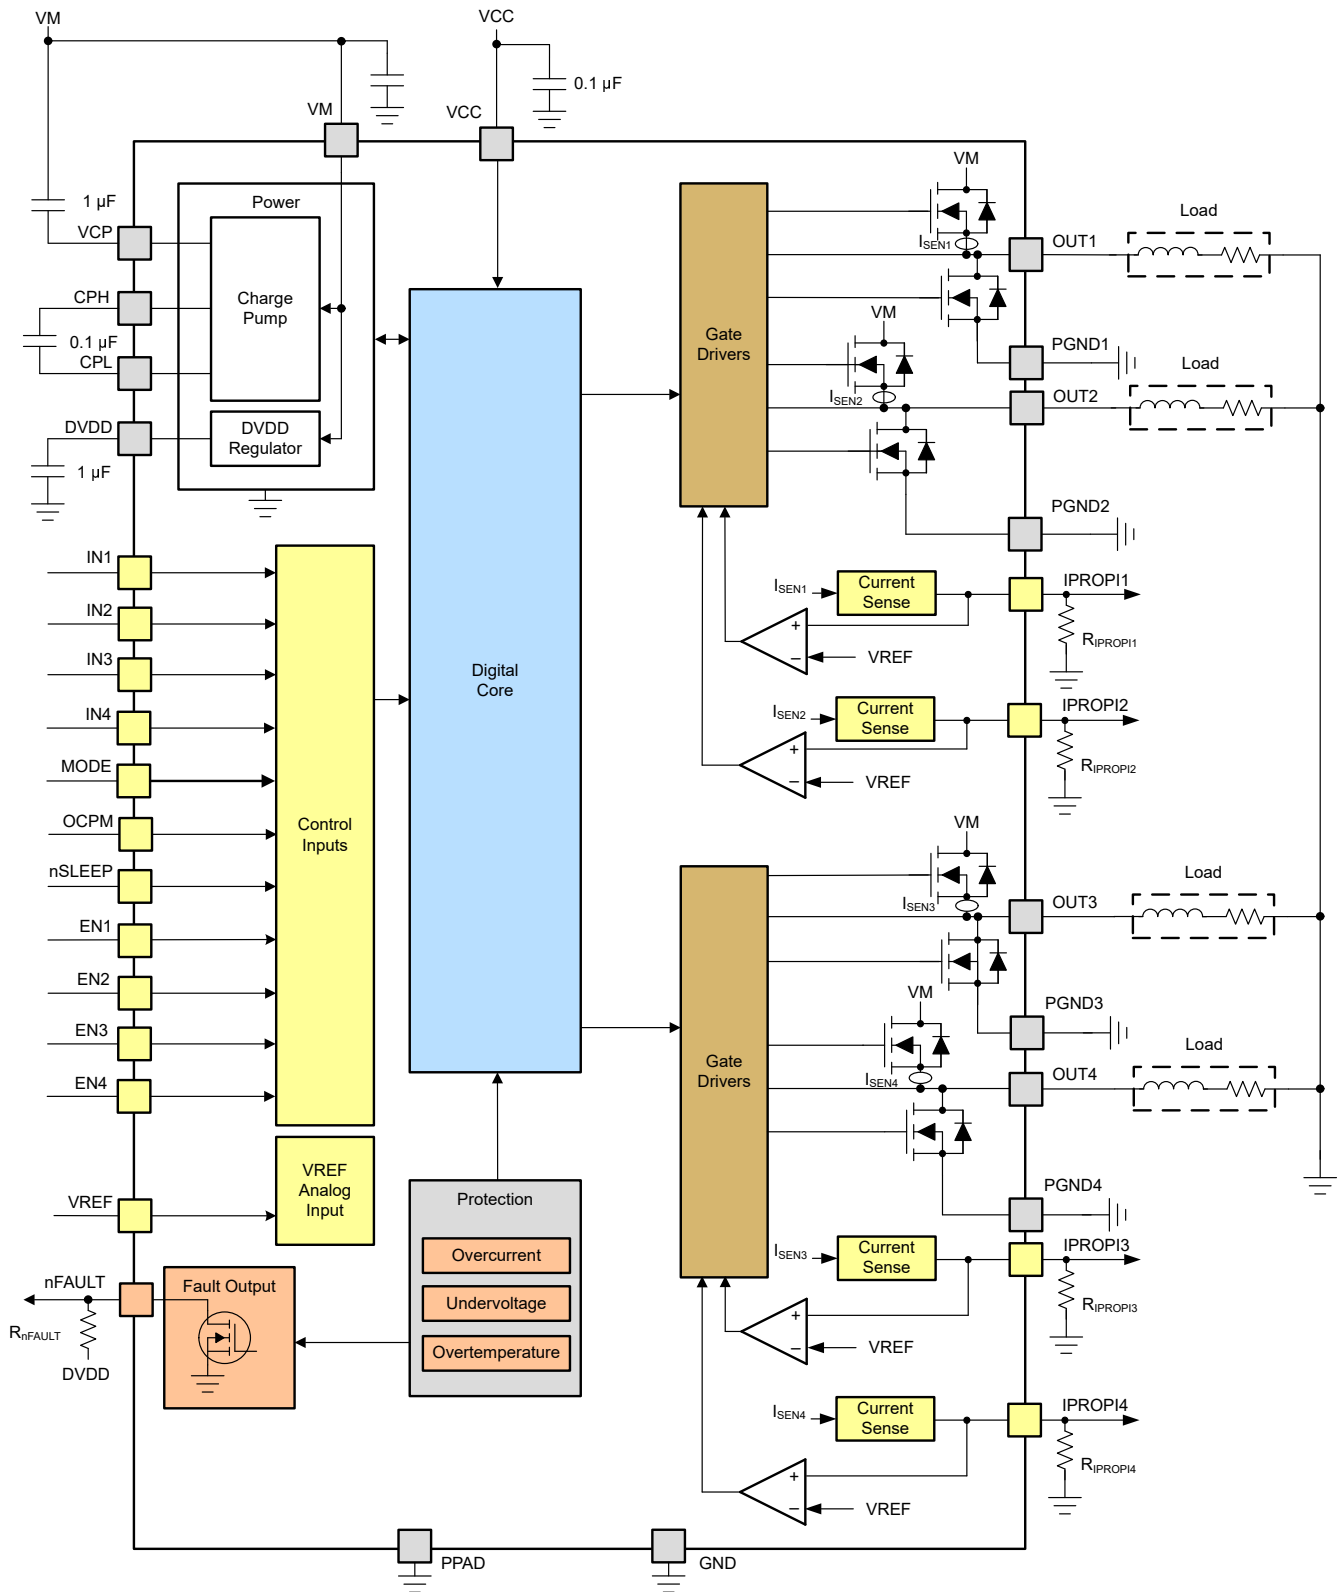 VM
VCC
0.1 µF
VM
VCC
1 µF
VCP
CPH
0.1 µF
CPL
DVDD
1 µF
Power
Charge
Pump
DVDD
Regulator
IN1
IN2
IN3
IN4
MODE
OCPM
nSLEEP
EN1
EN2
EN3
EN4
VREF
Control
Inputs
VREF
Analog
Input
nFAULT
RnFAULT
DVDD
Fault Output
Digital
Core
Protection
Overcurrent
Undervoltage
Overtemperature
PPAD
GND
Gate
Drivers
VM
ISEN1
VM
ISEN2
OUT1
Load
PGND1
Load
OUT2
PGND2
ISEN1
Current
Sense
IPROPI1
RIPROPI1
+
−
VREF
ISEN2
Current
Sense
IPROPI2
RIPROPI2
+
−
VREF
Gate
Drivers
VM
ISEN3
VM
ISEN4
OUT3
Load
PGND3
Load
OUT4
PGND4
ISEN3
Current
Sense
IPROPI3
RIPROPI3
+
−
VREF
ISEN4
Current
Sense
IPROPI4
RIPROPI4
+
−
VREF